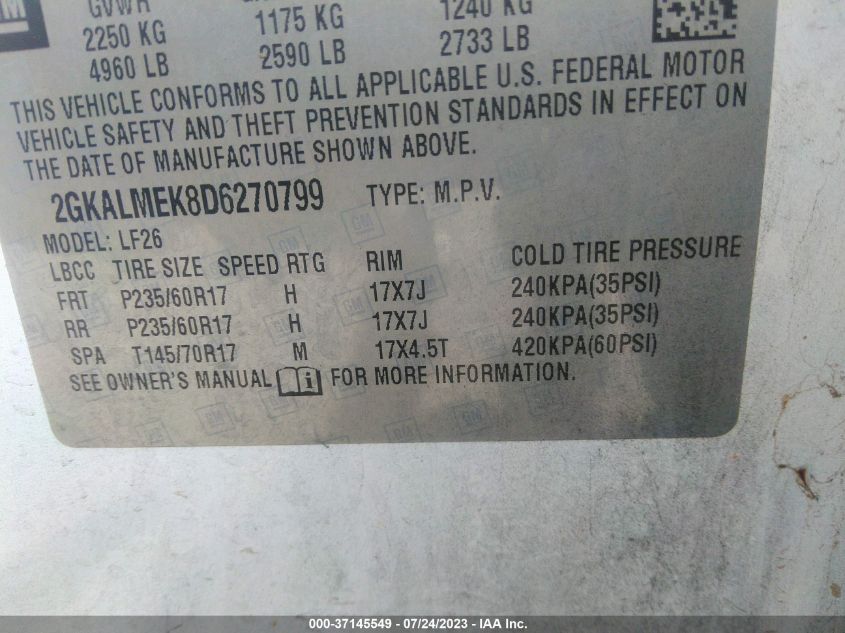 GM
GVWR
2250 KG 1175 KG 1240 KG
4960 LB 2590 LB 2733 LB
THIS VEHICLE CONFORMS TO ALL APPLICABLE U.S. FEDERAL MOTOR
VEHICLE SAFETY AND THEFT PREVENTION STANDARDS IN EFFECT ON
THE DATE OF MANUFACTURE SHOWN ABOVE.
2GKALMEK8D6270799 TYPE: M.P.V.
MODEL: LF26
LBCC TIRE SIZE SPEED RTG RIM COLD TIRE PRESSURE
FRT P235/60R17 H 17X7J 240KPA(35PSI)
RR P235/60R17 H 17X7J 240KPA(35PSI)
SPA T145/70R17 M 17X4.5T 420KPA(60PSI)
SEE OWNER'S MANUAL FOR MORE INFORMATION.
000-37145549 - 07/24/2023 - IAA Inc.